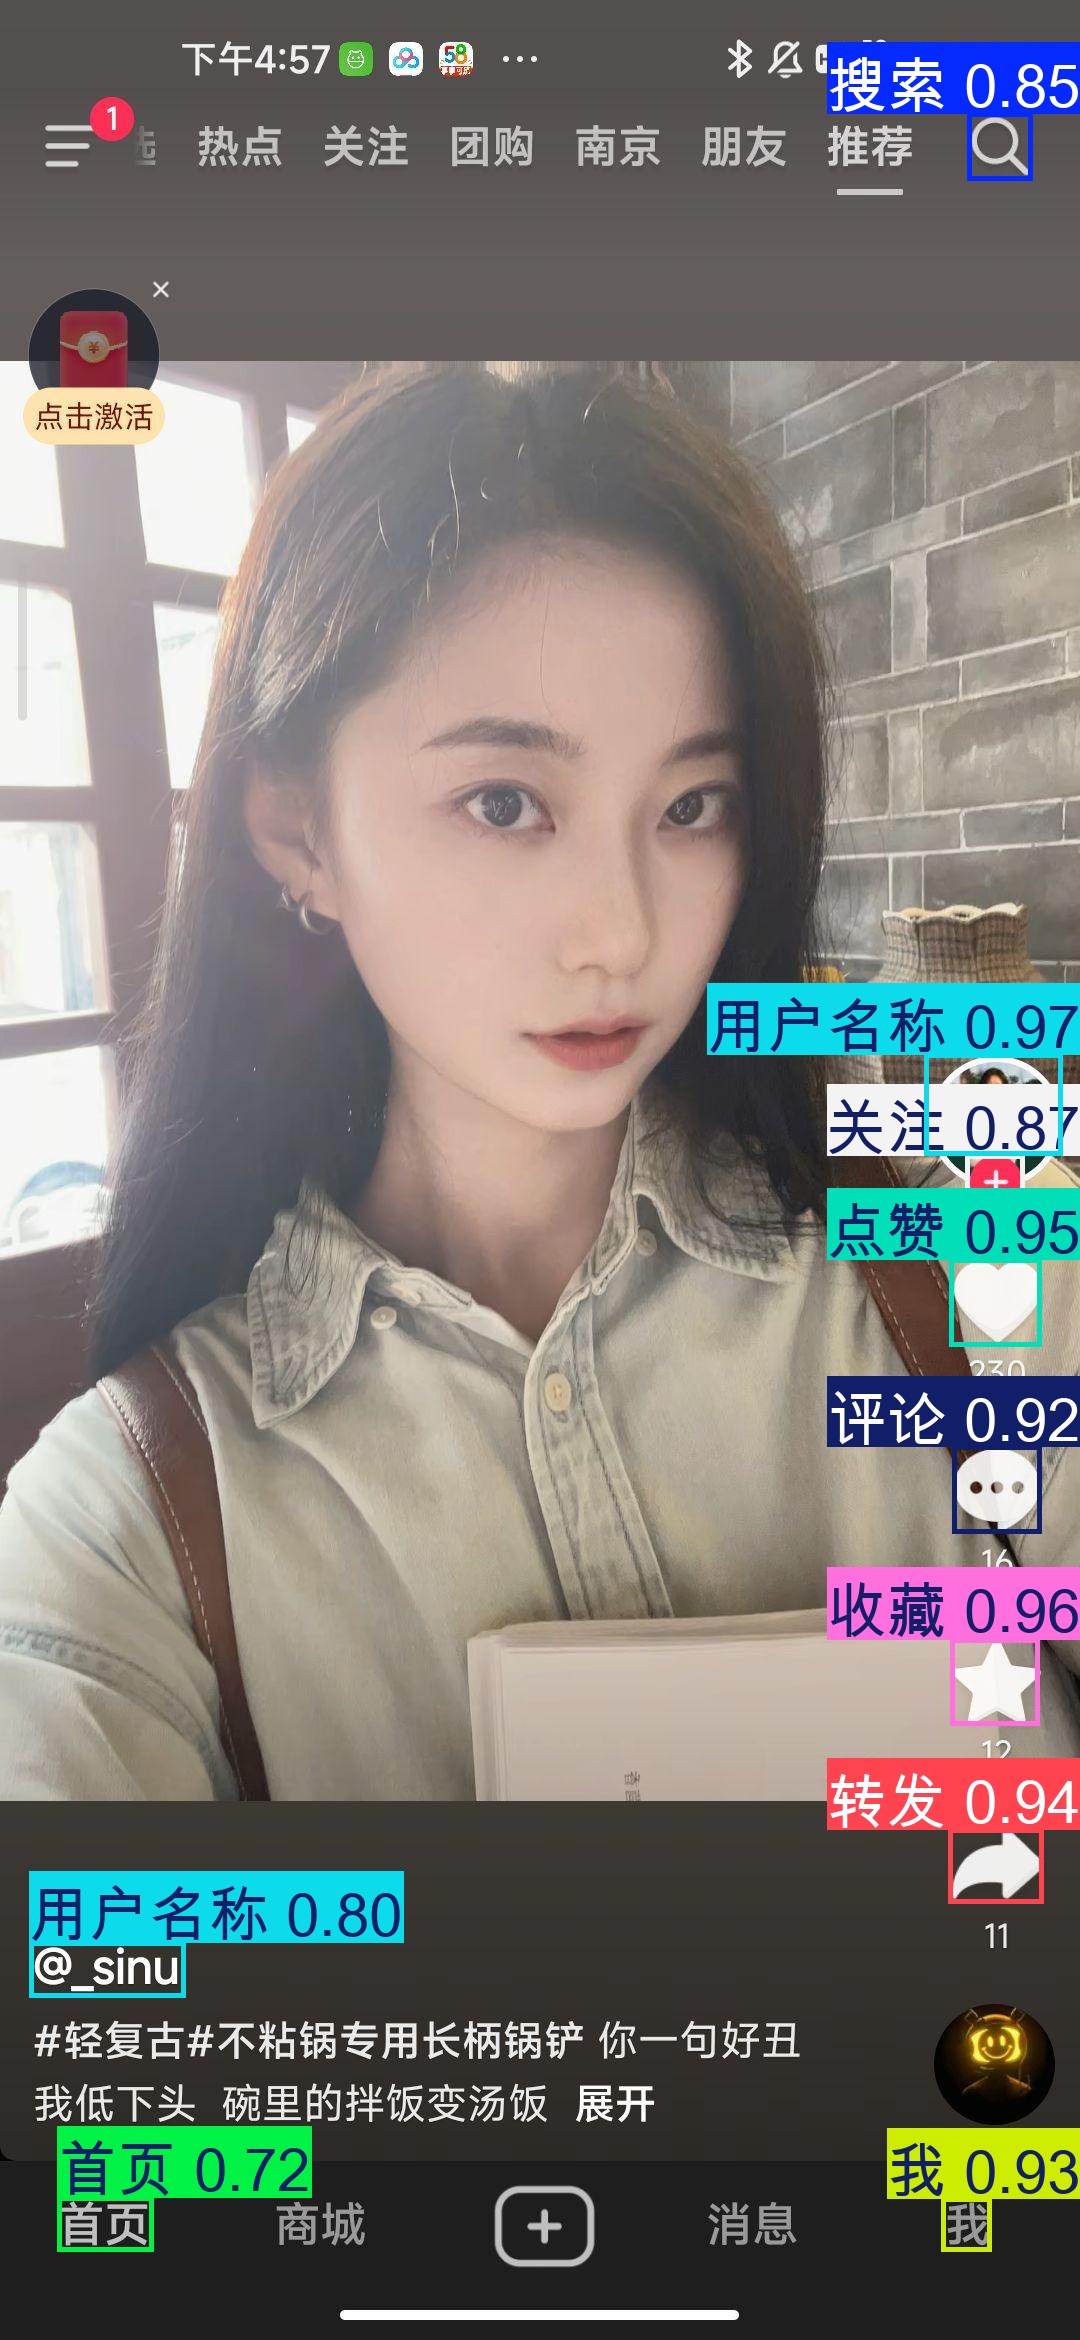 下午4:57
58
搜索 0.85
1
热点 关注 团购 南京 朋友 推荐
点击激活
用户名称 0.97
关注 0.87
点赞 0.95
230
评论 0.92
16
收藏 0.96
12
转发 0.94
11
用户名称 0.80
@_sinu
#轻复古#不粘锅专用长柄锅铲 你一句好丑
我低下头 碗里的拌饭变汤饭 展开
首页 0.72
我 0.93
首页 商城 消息 我